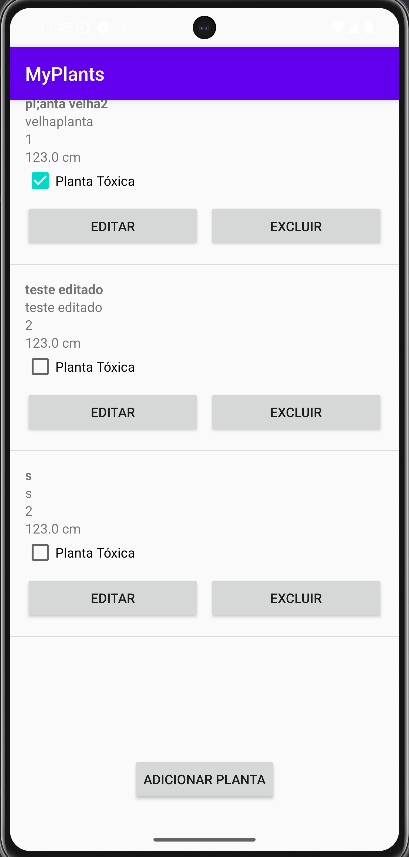 MyPlants
pl;anta velha2
velhaplanta
1
123.0 cm
Planta Tóxica
EDITAR EXCLUIR
teste editado
teste editado
2
123.0 cm
Planta Tóxica
EDITAR EXCLUIR
s
s
2
123.0 cm
Planta Tóxica
EDITAR EXCLUIR
ADICIONAR PLANTA